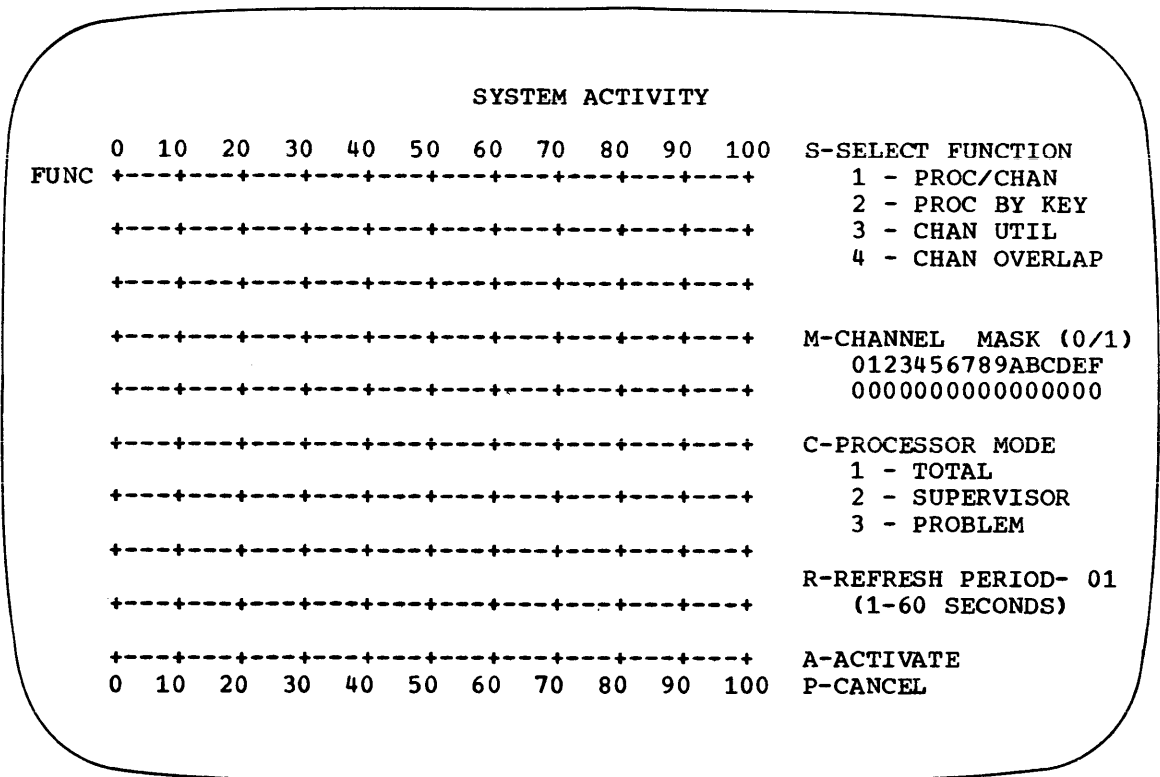 SYSTEM ACTIVITY
0 10 20 30 40 50 60 70 80 90 100 S-SELECT FUNCTION
FUNC +---+---+---+---+---+---+---+---+---+---+ 1 - PROC/CHAN
2 - PROC BY KEY
+---+---+---+---+---+---+---+---+---+---+ 3 - CHAN UTIL
4 - CHAN OVERLAP
+---+---+---+---+---+---+---+---+---+---+
+---+---+---+---+---+---+---+---+---+---+ M-CHANNEL MASK (0/1)
0123456789ABCDEF
+---+---+---+---+---+---+---+---+---+---+ 0000000000000000
+---+---+---+---+---+---+---+---+---+---+ C-PROCESSOR MODE
1 - TOTAL
+---+---+---+---+---+---+---+---+---+---+ 2 - SUPERVISOR
3 - PROBLEM
+---+---+---+---+---+---+---+---+---+---+
R-REFRESH PERIOD- 01
+---+---+---+---+---+---+---+---+---+---+ (1-60 SECONDS)
+---+---+---+---+---+---+---+---+---+---+ A-ACTIVATE
0 10 20 30 40 50 60 70 80 90 100 P-CANCEL